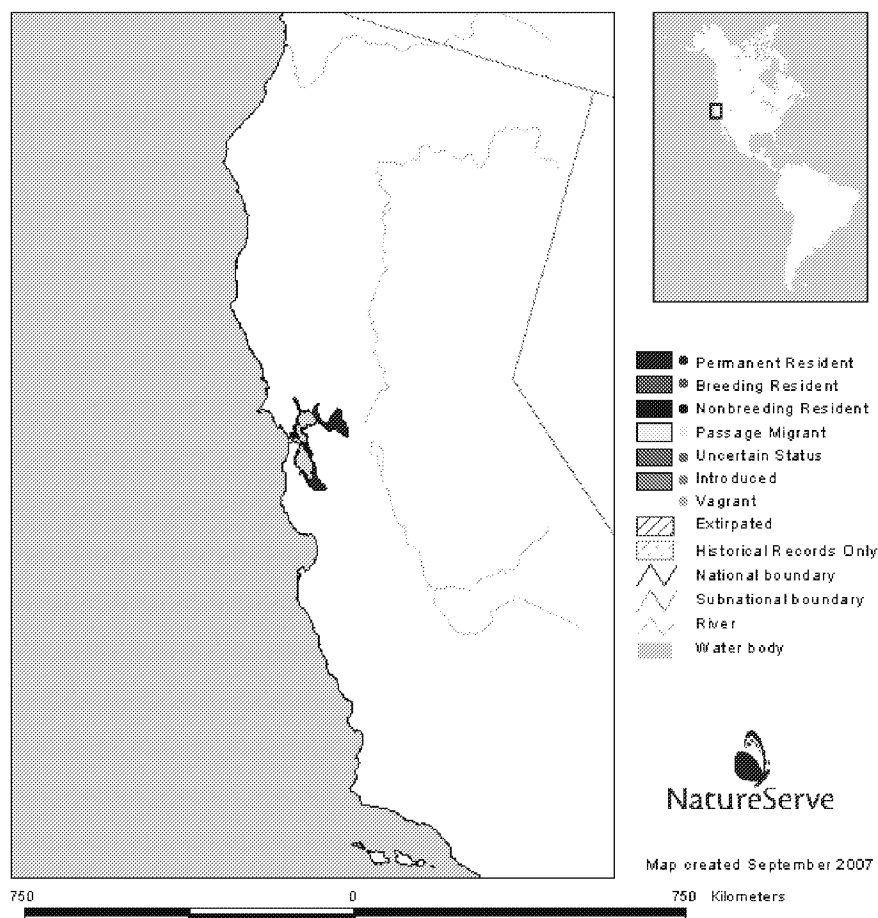 Permanent Resident
Breeding Resident
Nonbreeding Resident
Passage Migrant
Uncertain Status
Introduced
Vagrant
Extirpated
Historical Records Only
National boundary
Subnational boundary
River
Water body
NatureServe
Map created September 2007
750 0 750 Kilometers